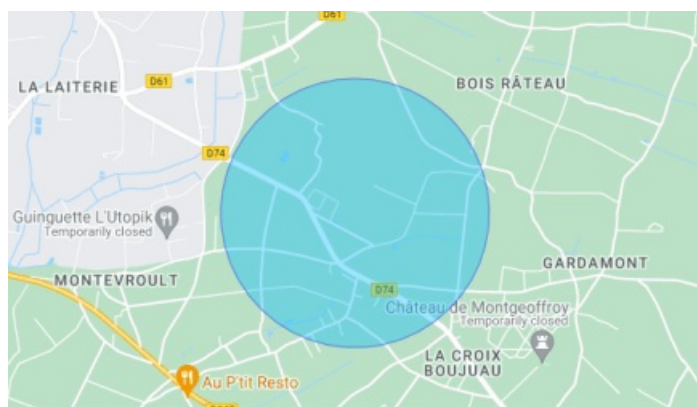 D61
D61
LA LAITERIE
BOIS RÂTEAU
D74
Guinguette L'Utopik
Temporarily closed
GARDAMONT
MONTEVROULT
D74
Château de Montgeoffroy
Temporarily closed
LA CROIX
BOUJUAU
Au P'tit Resto